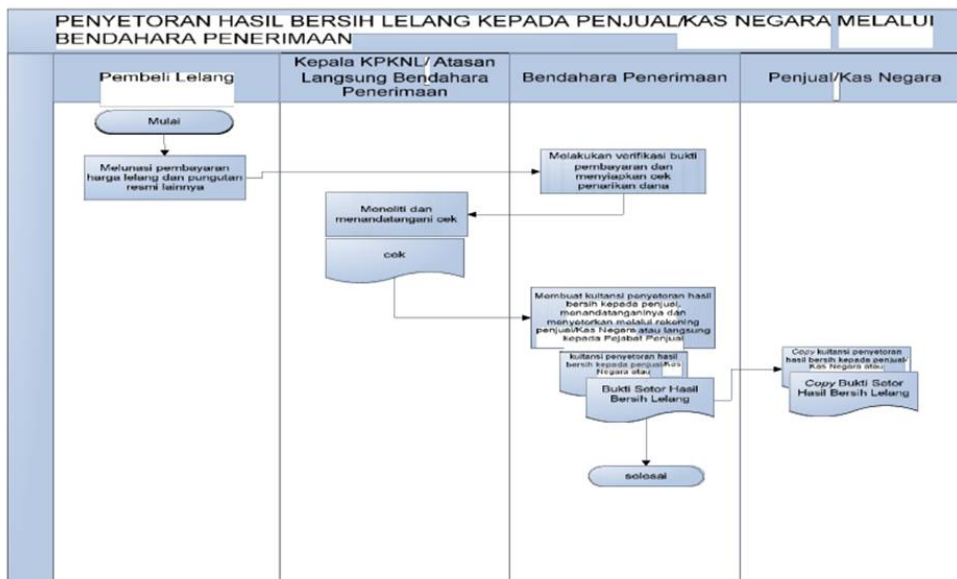 PENYETORAN HASIL BERSIH LELANG KEPADA PENJUAL/KAS NEGARA MELALUI
BENDAHARA PENERIMAAN
Pembeli Lelang
Kepala KPKNL/ Atasan
Langsung Bendahara
Penerimaan
Bendahara Penerimaan
Penjual/Kas Negara
Mulai
Melunasi pembayaran
harga lelang dan pungutan
resmi lainnya
Melakukan verifikasi bukti
pembayaran dan
menyiapkan cek
penarikan dana
Meneliti dan
menandatangani cek
cek
Membuat kuitansi penyetoran hasil
bersih kepada penjual,
menandatanganinya dan
menyetorkan melalui rekening
penjual/Kas Negara atau langsung
kepada Pejabat Penjual
kuitansi penyetoran hasil
bersih kepada penjual/Kas
Negara atau
Bukti Setor Hasil
Bersih Lelang
Copy kuitansi penyetoran
hasil bersih kepada penjual/
Kas Negara atau
Copy Bukti Setor
Hasil Bersih Lelang
selesai